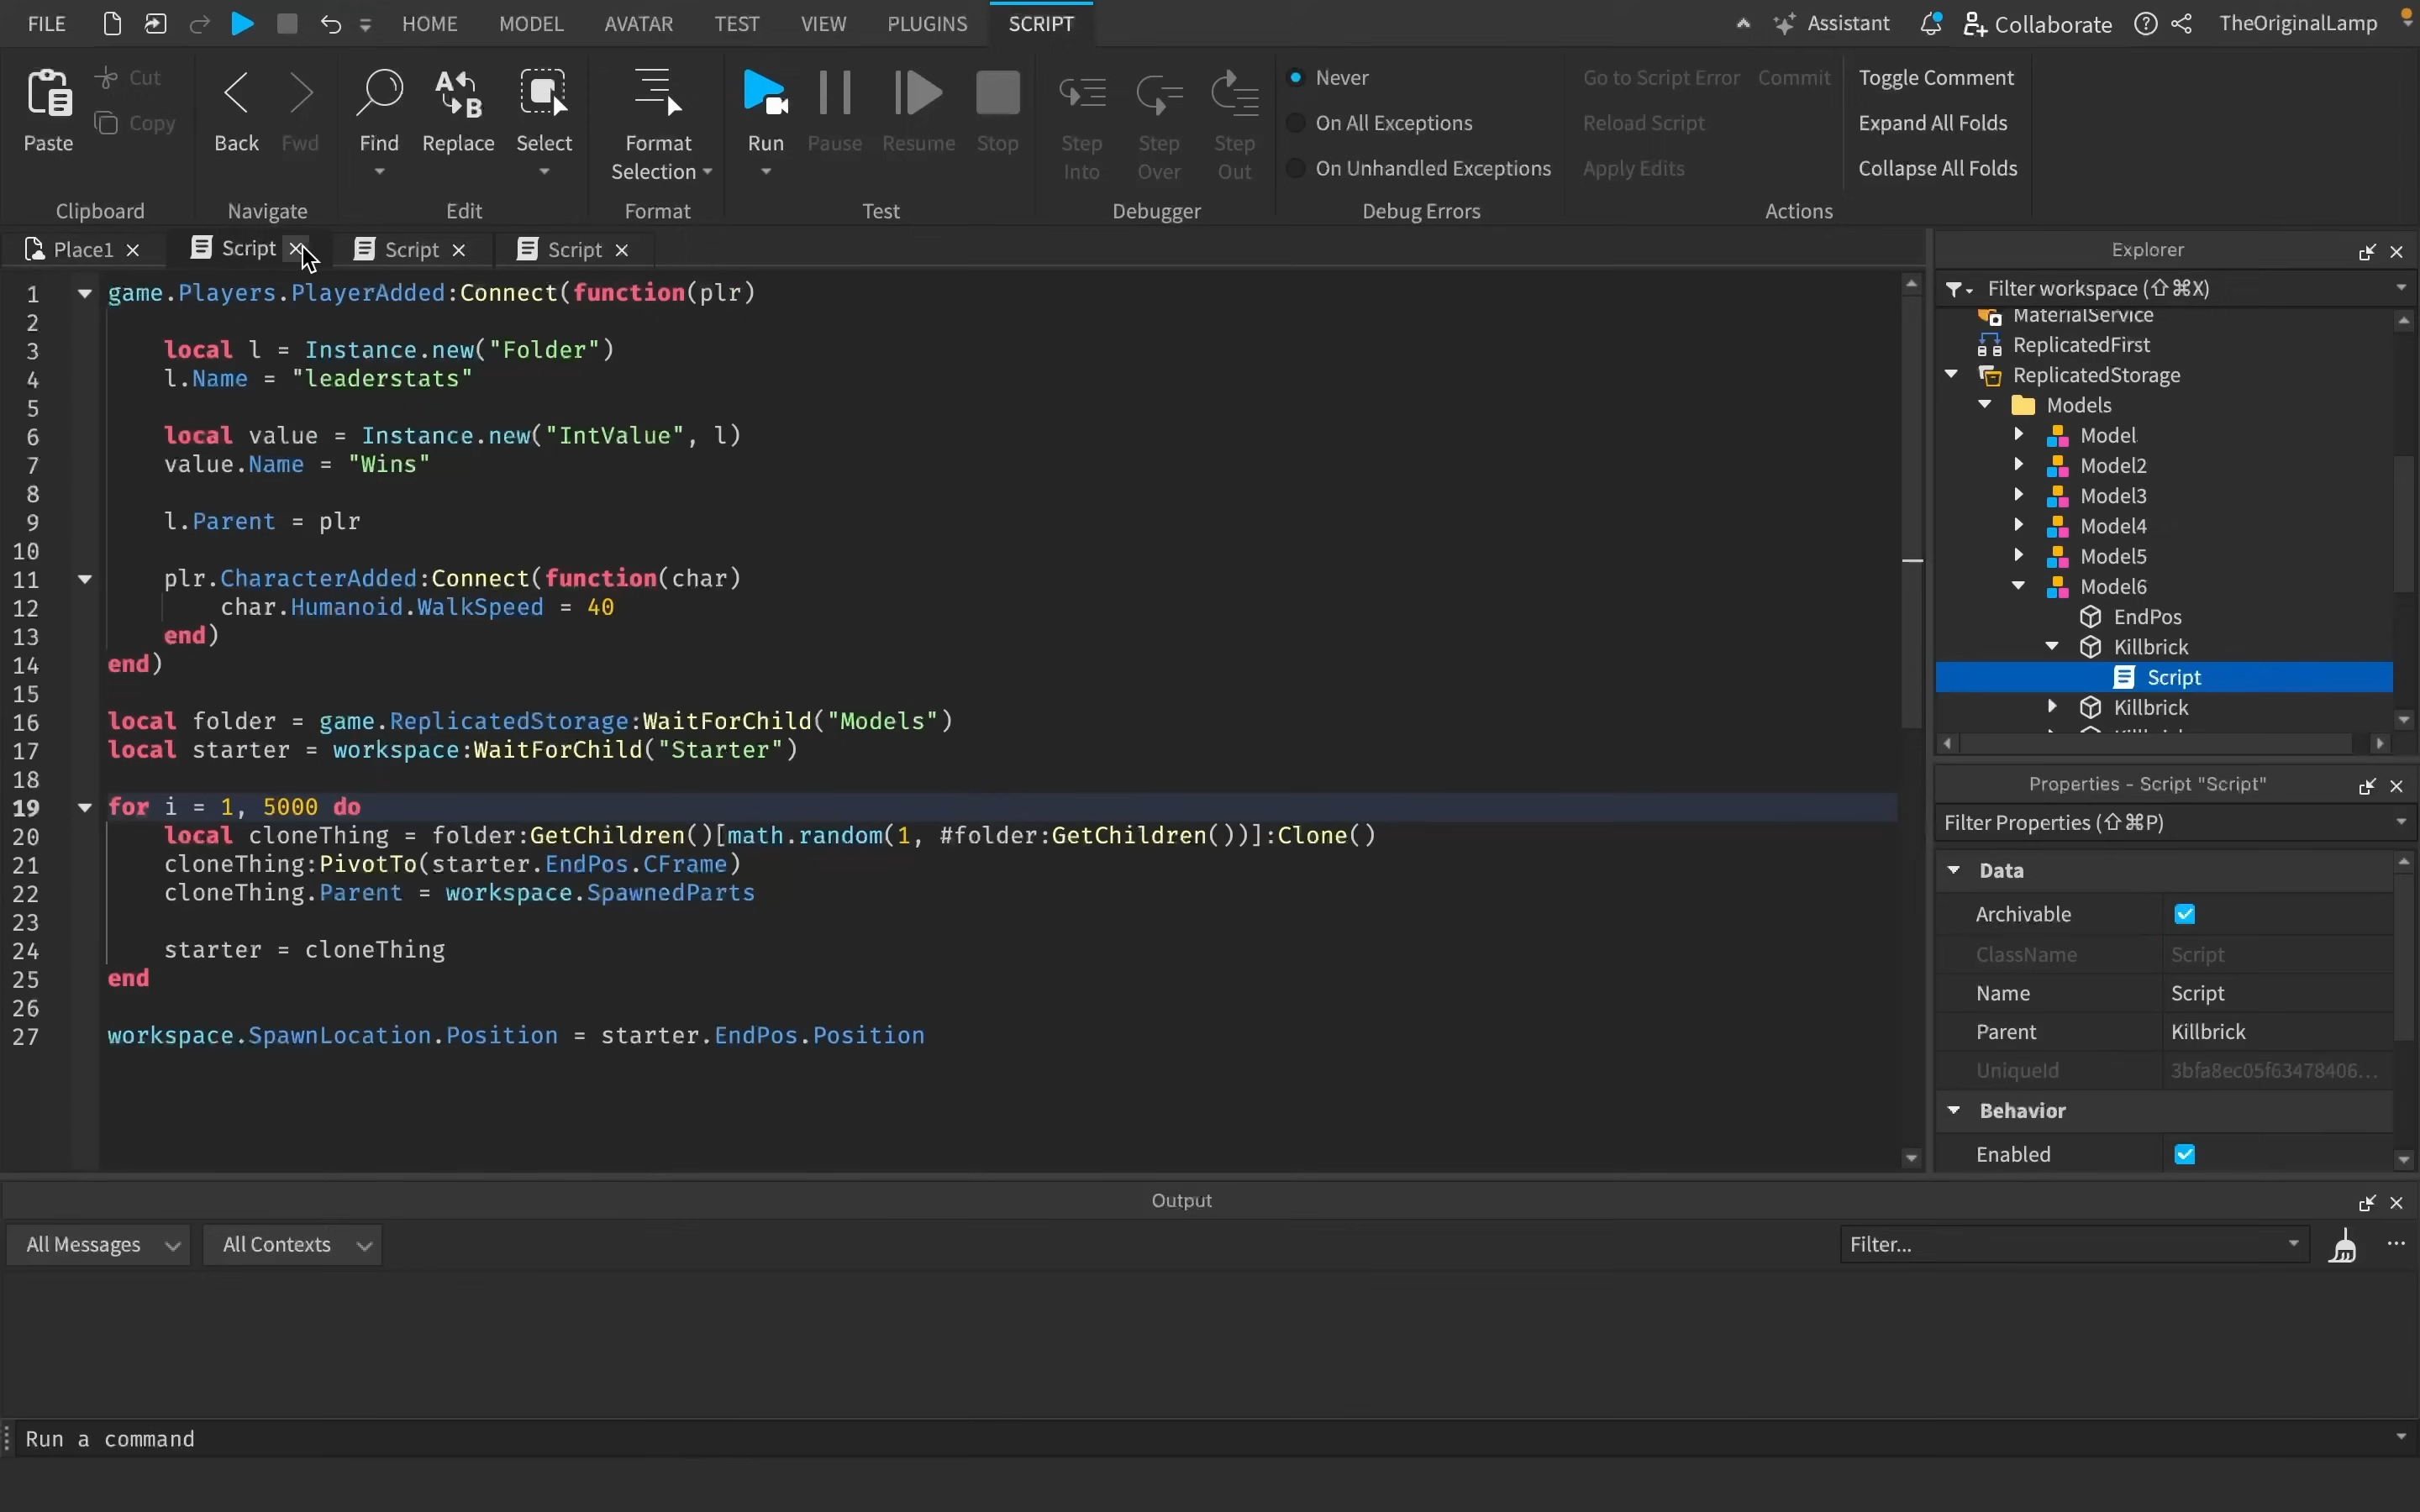 FILE HOME MODEL AVATAR TEST VIEW PLUGINS SCRIPT Assistant Collaborate TheOriginalLamp
Paste Cut Copy
Clipboard
Back Fwd
Navigate
Find Replace Select
Edit
Format Selection
Format
Run Pause Resume Stop
Test
Step Into Step Over Step Out
Debugger
Never
On All Exceptions
On Unhandled Exceptions
Debug Errors
Go to Script Error Commit
Reload Script
Apply Edits
Toggle Comment
Expand All Folds
Collapse All Folds
Actions
Place1 Script Script Script
1 game.Players.PlayerAdded:Connect(function(plr)
2
3 local l = Instance.new("Folder")
4 l.Name = "leaderstats"
5
6 local value = Instance.new("IntValue", l)
7 value.Name = "Wins"
8
9 l.Parent = plr
10
11 plr.CharacterAdded:Connect(function(char)
12 char.Humanoid.WalkSpeed = 40
13 end)
14 end)
15
16 local folder = game.ReplicatedStorage:WaitForChild("Models")
17 local starter = workspace:WaitForChild("Starter")
18
19 for i = 1, 5000 do
20 local cloneThing = folder:GetChildren()[math.random(1, #folder:GetChildren())]:Clone()
21 cloneThing:PivotTo(starter.EndPos.CFrame)
22 cloneThing.Parent = workspace.SpawnedParts
23
24 starter = cloneThing
25 end
26
27 workspace.SpawnLocation.Position = starter.EndPos.Position
Explorer
Filter workspace (⇧⌘X)
MaterialService
ReplicatedFirst
ReplicatedStorage
Models
Model
Model2
Model3
Model4
Model5
Model6
EndPos
Killbrick
Script
Killbrick
Properties - Script "Script"
Filter Properties (⇧⌘P)
Data
Archivable
ClassName Script
Name Script
Parent Killbrick
UniqueId 3bfa8ec05f63478406...
Behavior
Enabled
Output
All Messages All Contexts Filter...
Run a command